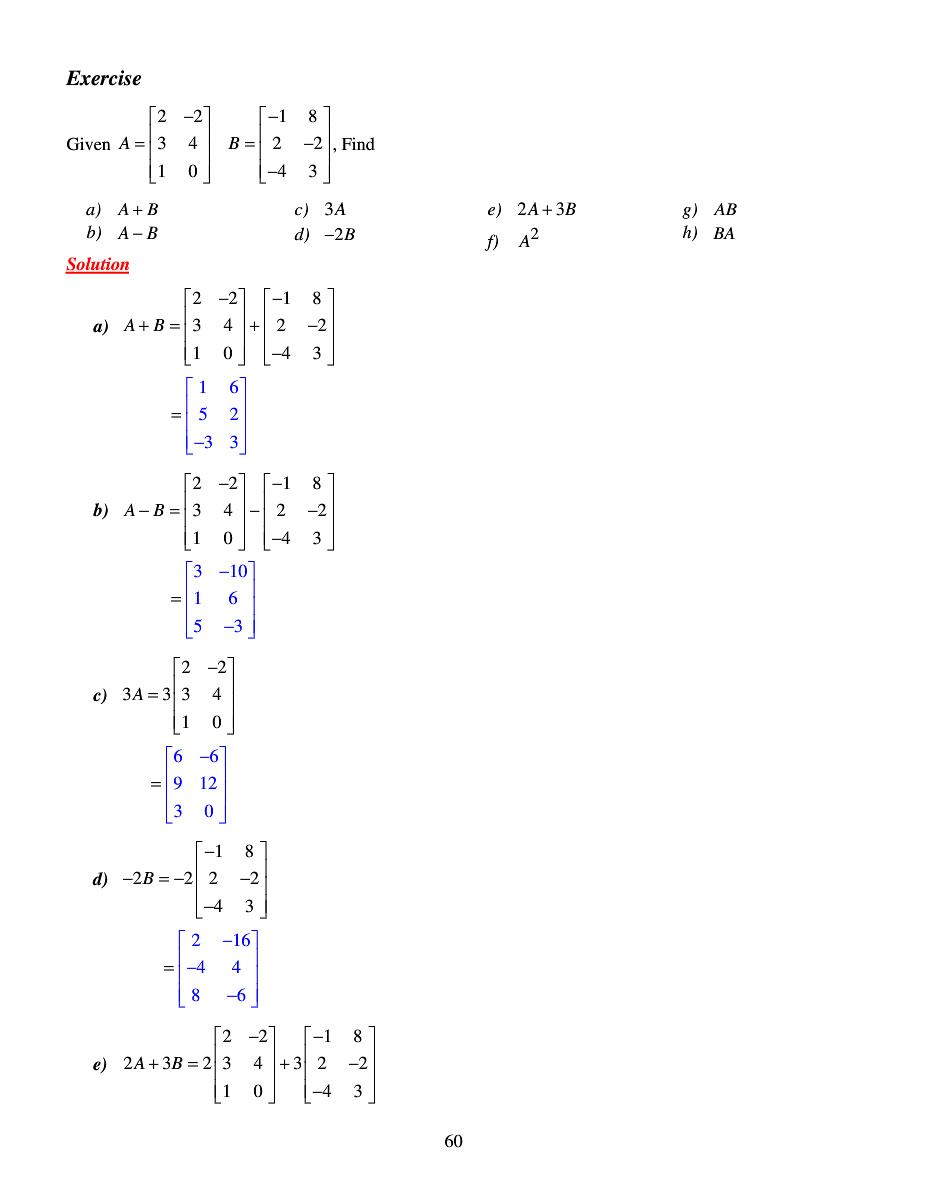 Exercise
Given A = [2 −2; 3 4; 1 0] B = [−1 8; 2 −2; −4 3], Find
a) A + B c) 3A e) 2A + 3B g) AB
b) A − B d) −2B f) A² h) BA
Solution
a) A + B = [2 −2; 3 4; 1 0] + [−1 8; 2 −2; −4 3]
= [1 6; 5 2; −3 3]
b) A − B = [2 −2; 3 4; 1 0] − [−1 8; 2 −2; −4 3]
= [3 −10; 1 6; 5 −3]
c) 3A = 3[2 −2; 3 4; 1 0]
= [6 −6; 9 12; 3 0]
d) −2B = −2[−1 8; 2 −2; −4 3]
= [2 −16; −4 4; 8 −6]
e) 2A + 3B = 2[2 −2; 3 4; 1 0] + 3[−1 8; 2 −2; −4 3]
60